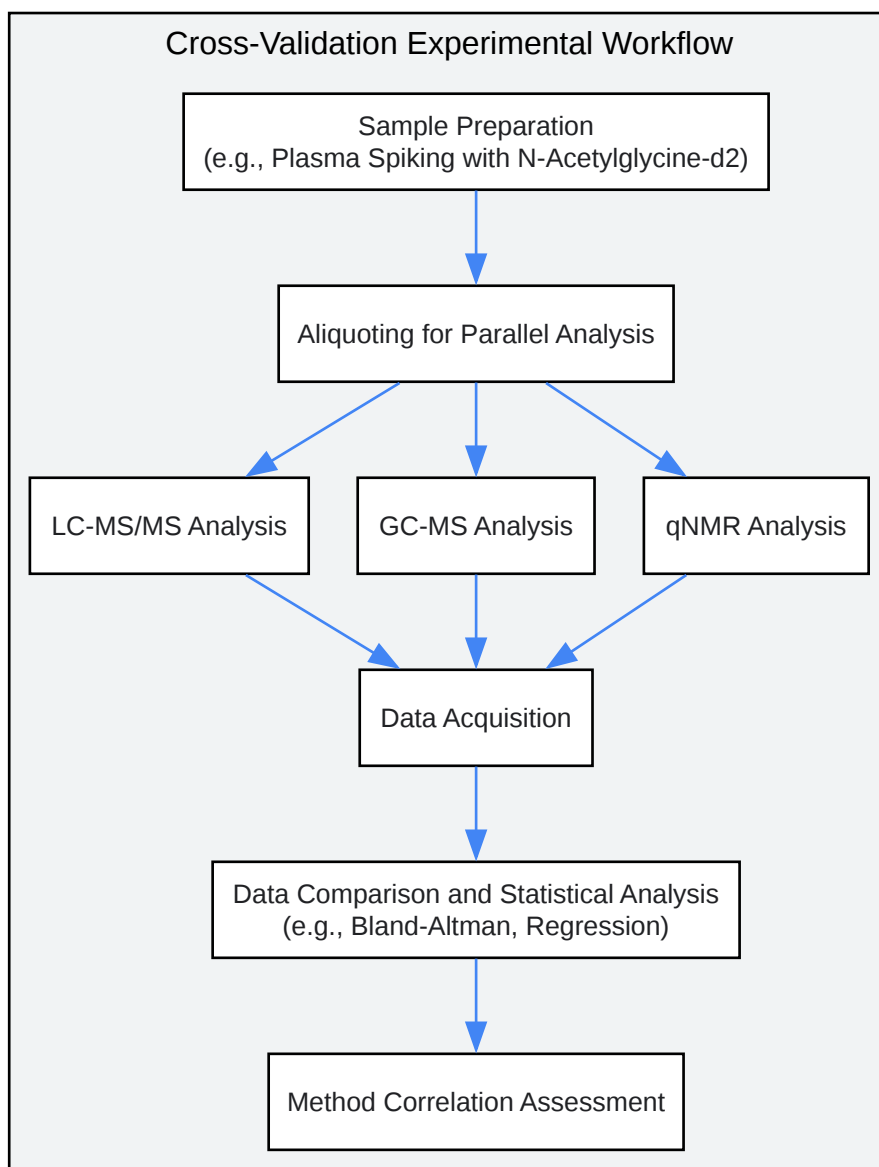 Cross-Validation Experimental Workflow
Sample Preparation
(e.g., Plasma Spiking with N-Acetylglycine-d2)
Aliquoting for Parallel Analysis
LC-MS/MS Analysis
GC-MS Analysis
qNMR Analysis
Data Acquisition
Data Comparison and Statistical Analysis
(e.g., Bland-Altman, Regression)
Method Correlation Assessment